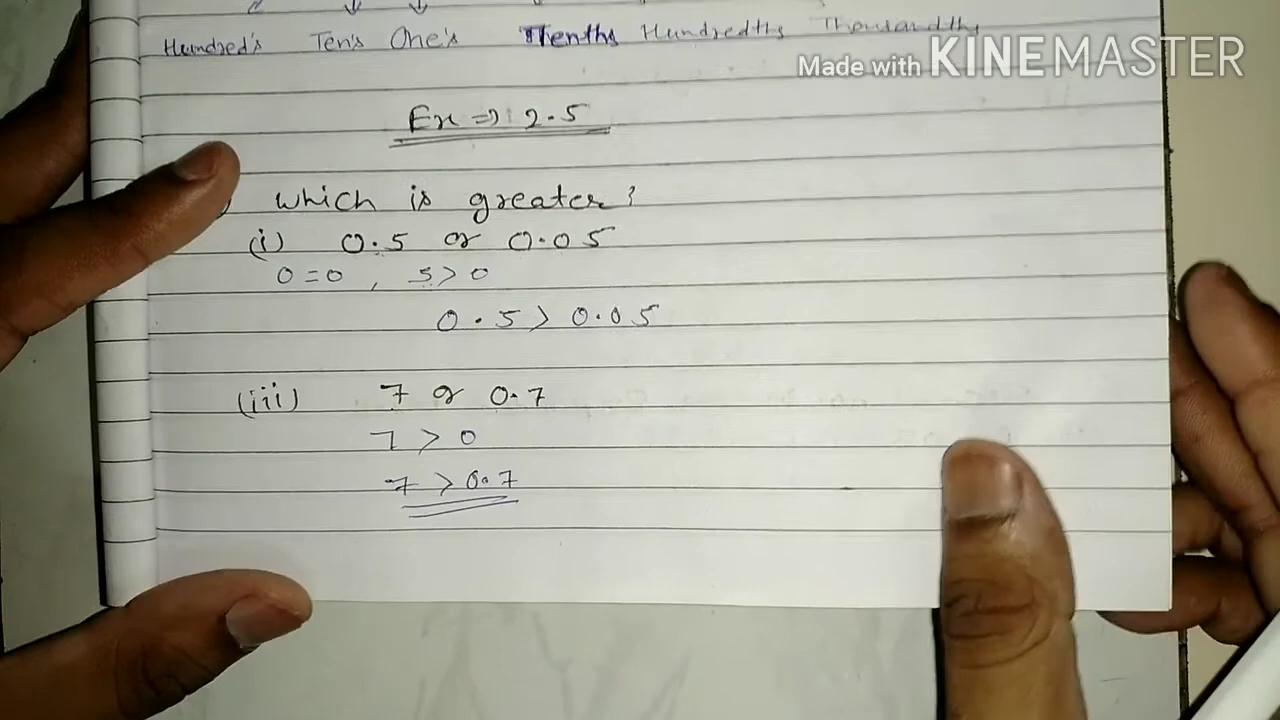 Hundred's Ten's One's Tenths Hundredths Thousandths
Made with KINEMASTER
Ex => 2.5
which is greater?
(i) 0.5 or 0.05
0 = 0 , 5 > 0
0.5 > 0.05
(iii) 7 or 0.7
7 > 0
7 > 0.7